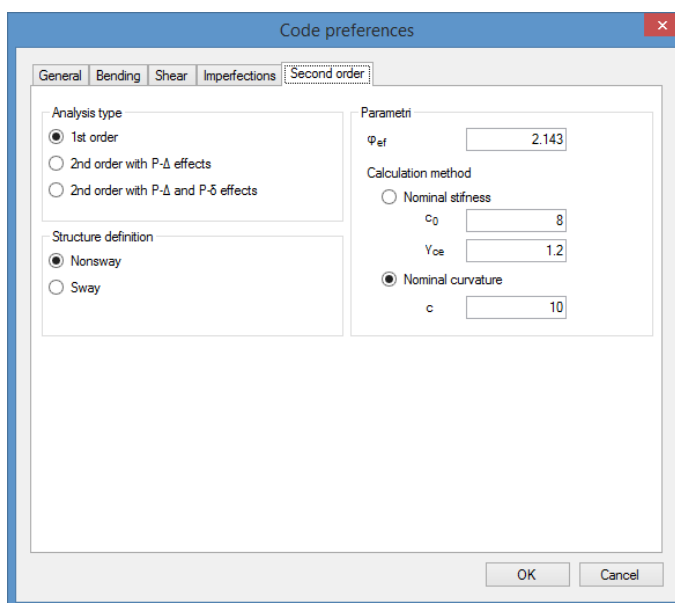 Code preferences
General Bending Shear Imperfections Second order
Analysis type
1st order
2nd order with P-Δ effects
2nd order with P-Δ and P-δ effects
Structure definition
Nonsway
Sway
Parametri
φef 2.143
Calculation method
Nominal stifness
c0 8
γce 1.2
Nominal curvature
c 10
OK Cancel